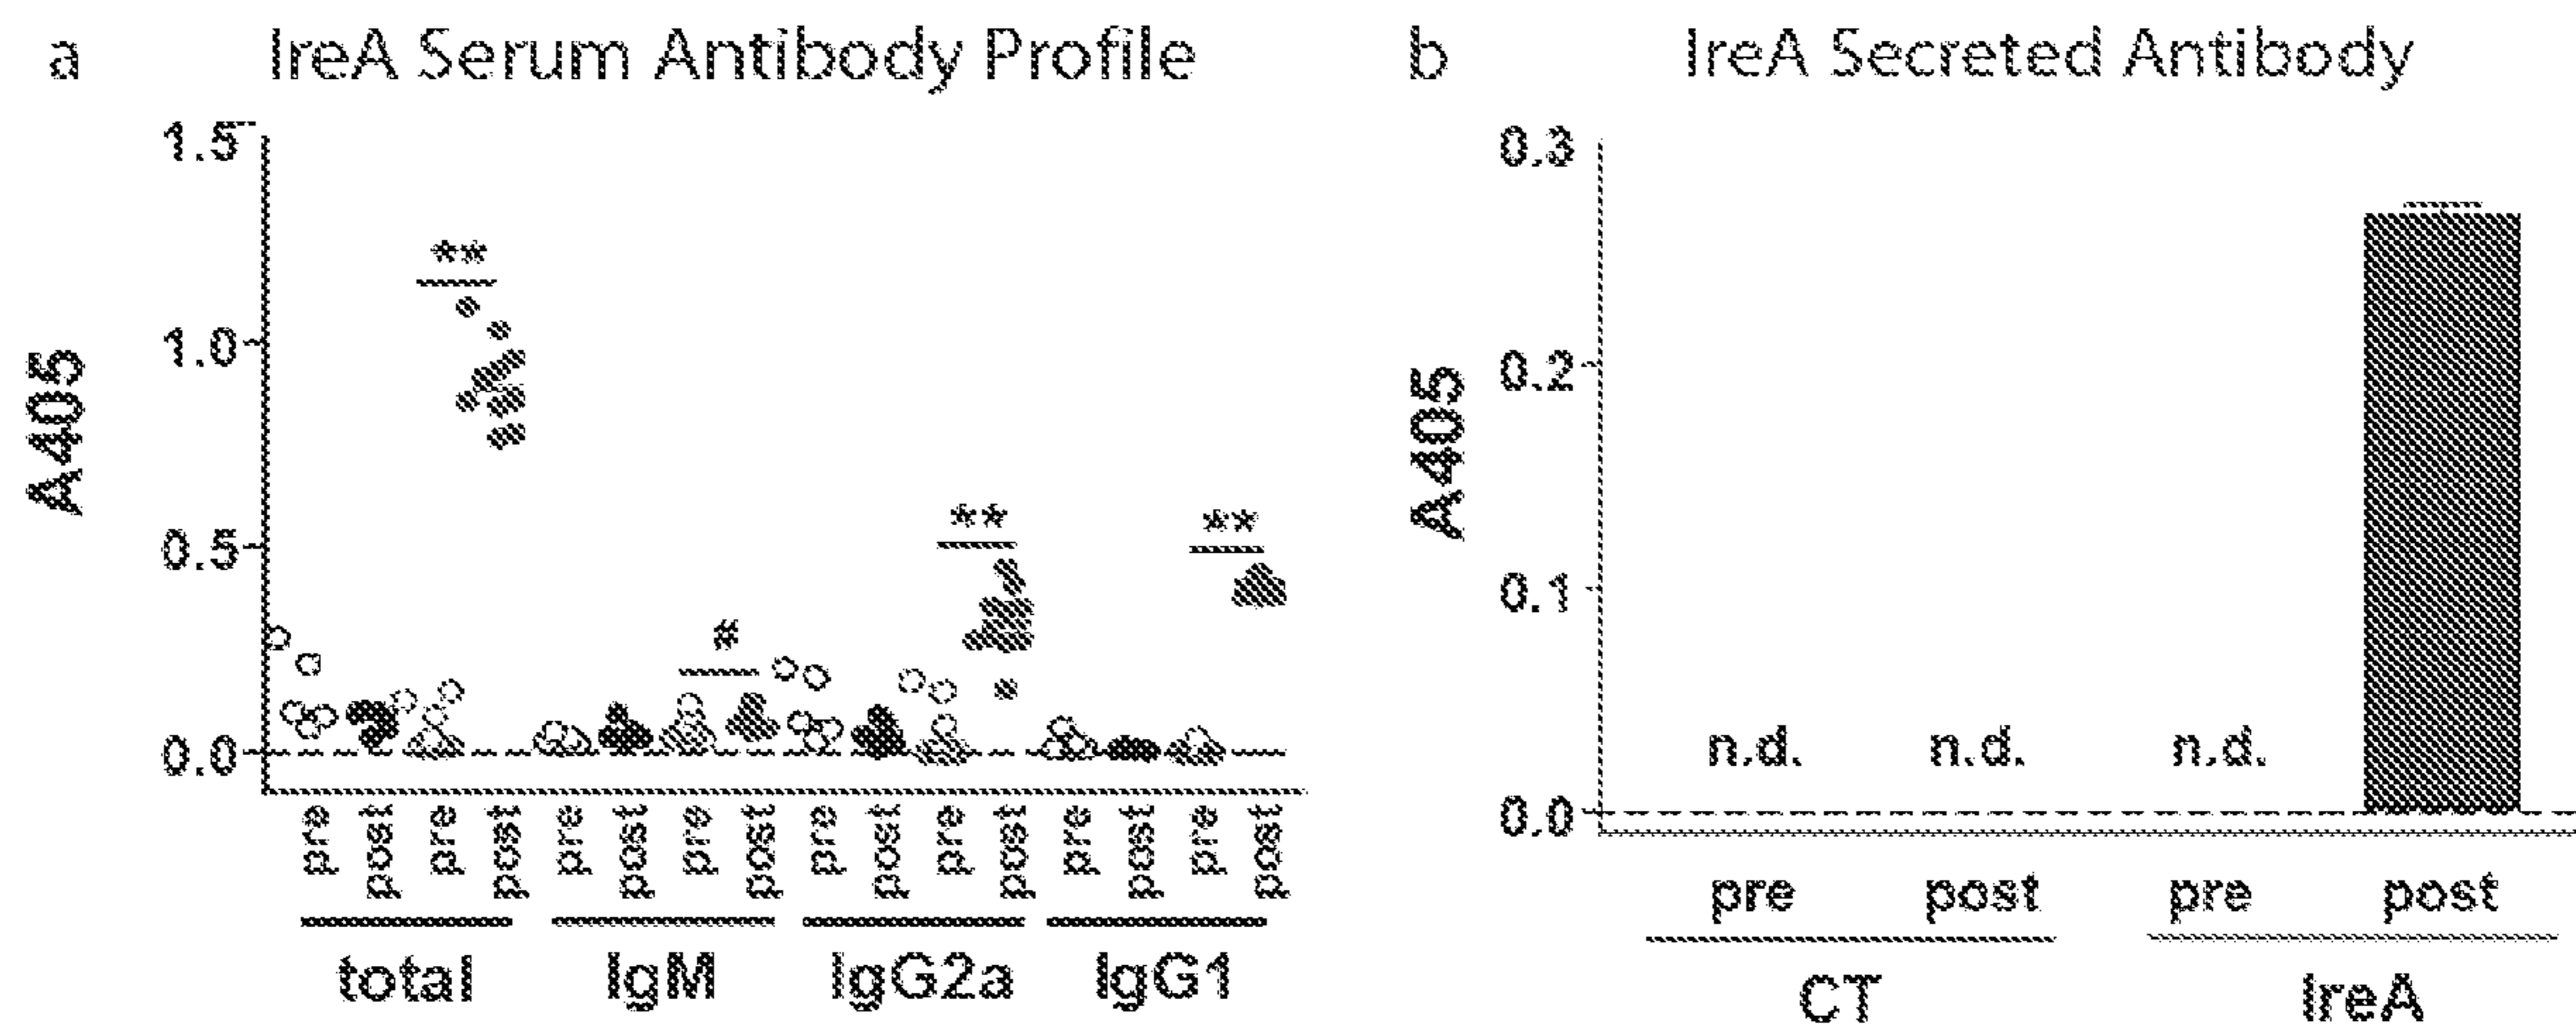 a IreA Serum Antibody Profile
1.5
1.0
0.5
0.0
A405
**
#
**
**
pre post pre post pre post pre post pre post pre post pre post pre post
total IgM IgG2a IgG1
b IreA Secreted Antibody
0.3
0.2
0.1
0.0
A405
n.d. n.d. n.d.
pre post pre post
CT IreA